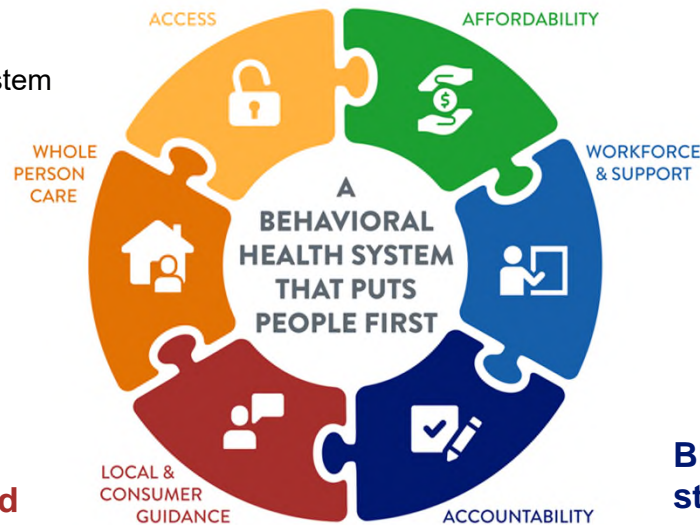 ACCESS
AFFORDABILITY
stem
WHOLE
PERSON
CARE
WORKFORCE
& SUPPORT
A
BEHAVIORAL
HEALTH SYSTEM
THAT PUTS
PEOPLE FIRST
$
LOCAL &
CONSUMER
GUIDANCE
ACCOUNTABILITY
d
B
st